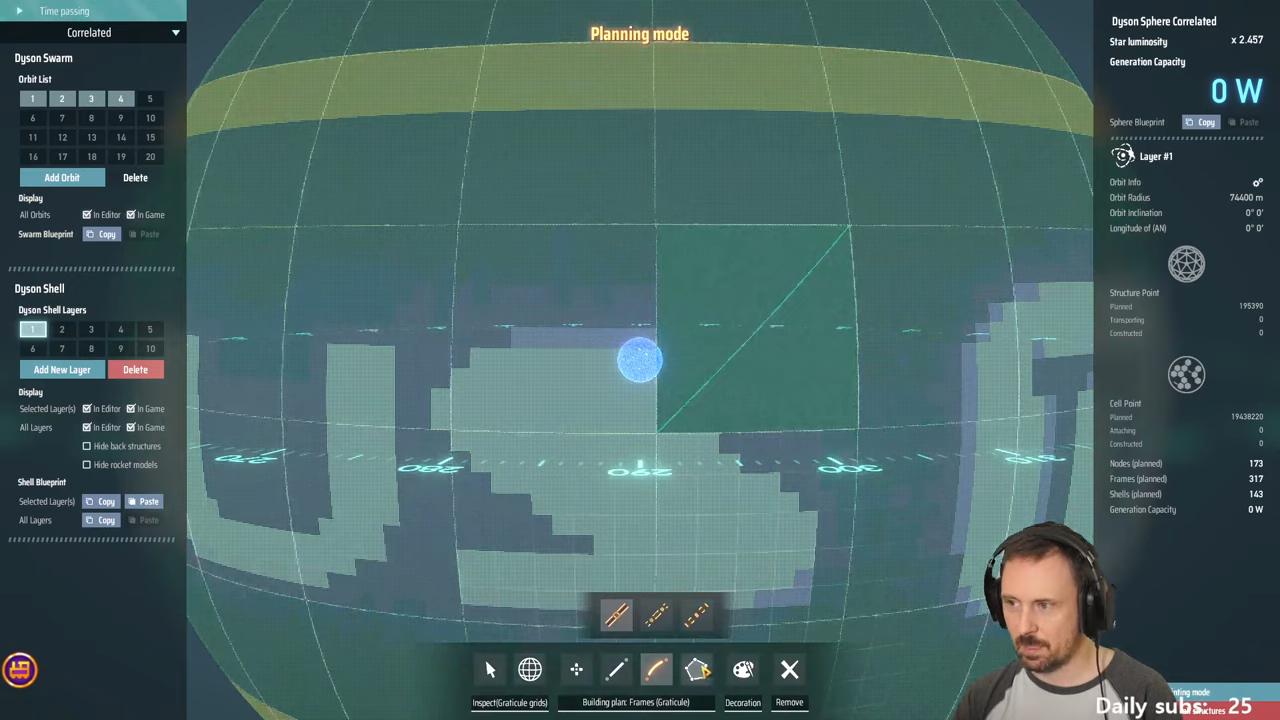 Time passing
Correlated
Dyson Swarm
Orbit List
1 2 3 4 5
6 7 8 9 10
11 12 13 14 15
16 17 18 19 20
Add Orbit Delete
Display
All Orbits In Editor In Game
Swarm Blueprint Copy Paste
Dyson Shell
Dyson Shell Layers
1 2 3 4 5
6 7 8 9 10
Add New Layer Delete
Display
Selected Layer(s) In Editor In Game
All Layers In Editor In Game
Hide back structures
Hide rocket models
Shell Blueprint
Selected Layer(s) Copy Paste
All Layers Copy Paste
Planning mode
270 280 290 300 310
Inspect(Graticule grids) Building plan: Frames (Graticule) Decoration Remove
Dyson Sphere Correlated
Star luminosity x 2.457
Generation Capacity
0 W
Sphere Blueprint Copy Paste
Layer #1
Orbit Info
Orbit Radius 74400 m
Orbit Inclination 0° 0'
Longitude of (AN) 0° 0'
Structure Point
Planned 195390
Transporting 0
Constructed 0
Cell Point
Planned 19438220
Attaching 0
Constructed 0
Nodes (planned) 173
Frames (planned) 317
Shells (planned) 143
Generation Capacity 0 W
mode
structures
Daily subs: 25